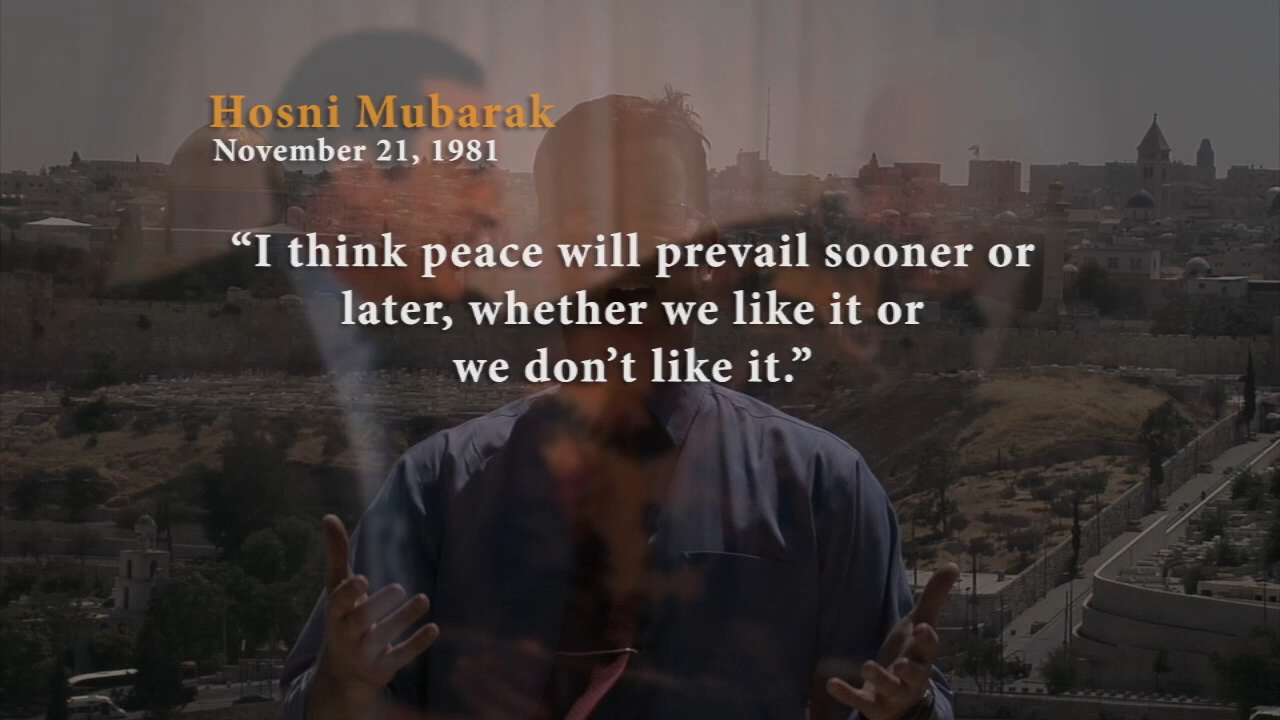 Hosni Mubarak
November 21, 1981
“I think peace will prevail sooner or
later, whether we like it or
we don’t like it.”